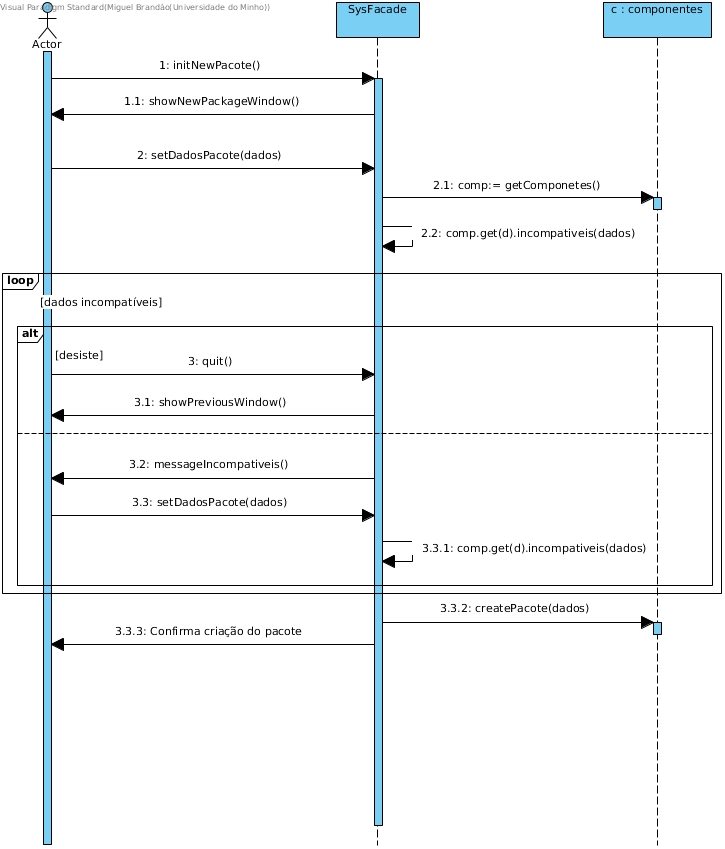 Visual Paradigm Standard(Miguel Brandão(Universidade do Minho))
SysFacade
c : componentes
Actor
1: initNewPacote()
1.1: showNewPackageWindow()
2: setDadosPacote(dados)
2.1: comp:= getComponetes()
2.2: comp.get(d).incompativeis(dados)
loop
[dados incompatíveis]
alt
[desiste]
3: quit()
3.1: showPreviousWindow()
3.2: messageIncompativeis()
3.3: setDadosPacote(dados)
3.3.1: comp.get(d).incompativeis(dados)
3.3.2: createPacote(dados)
3.3.3: Confirma criação do pacote